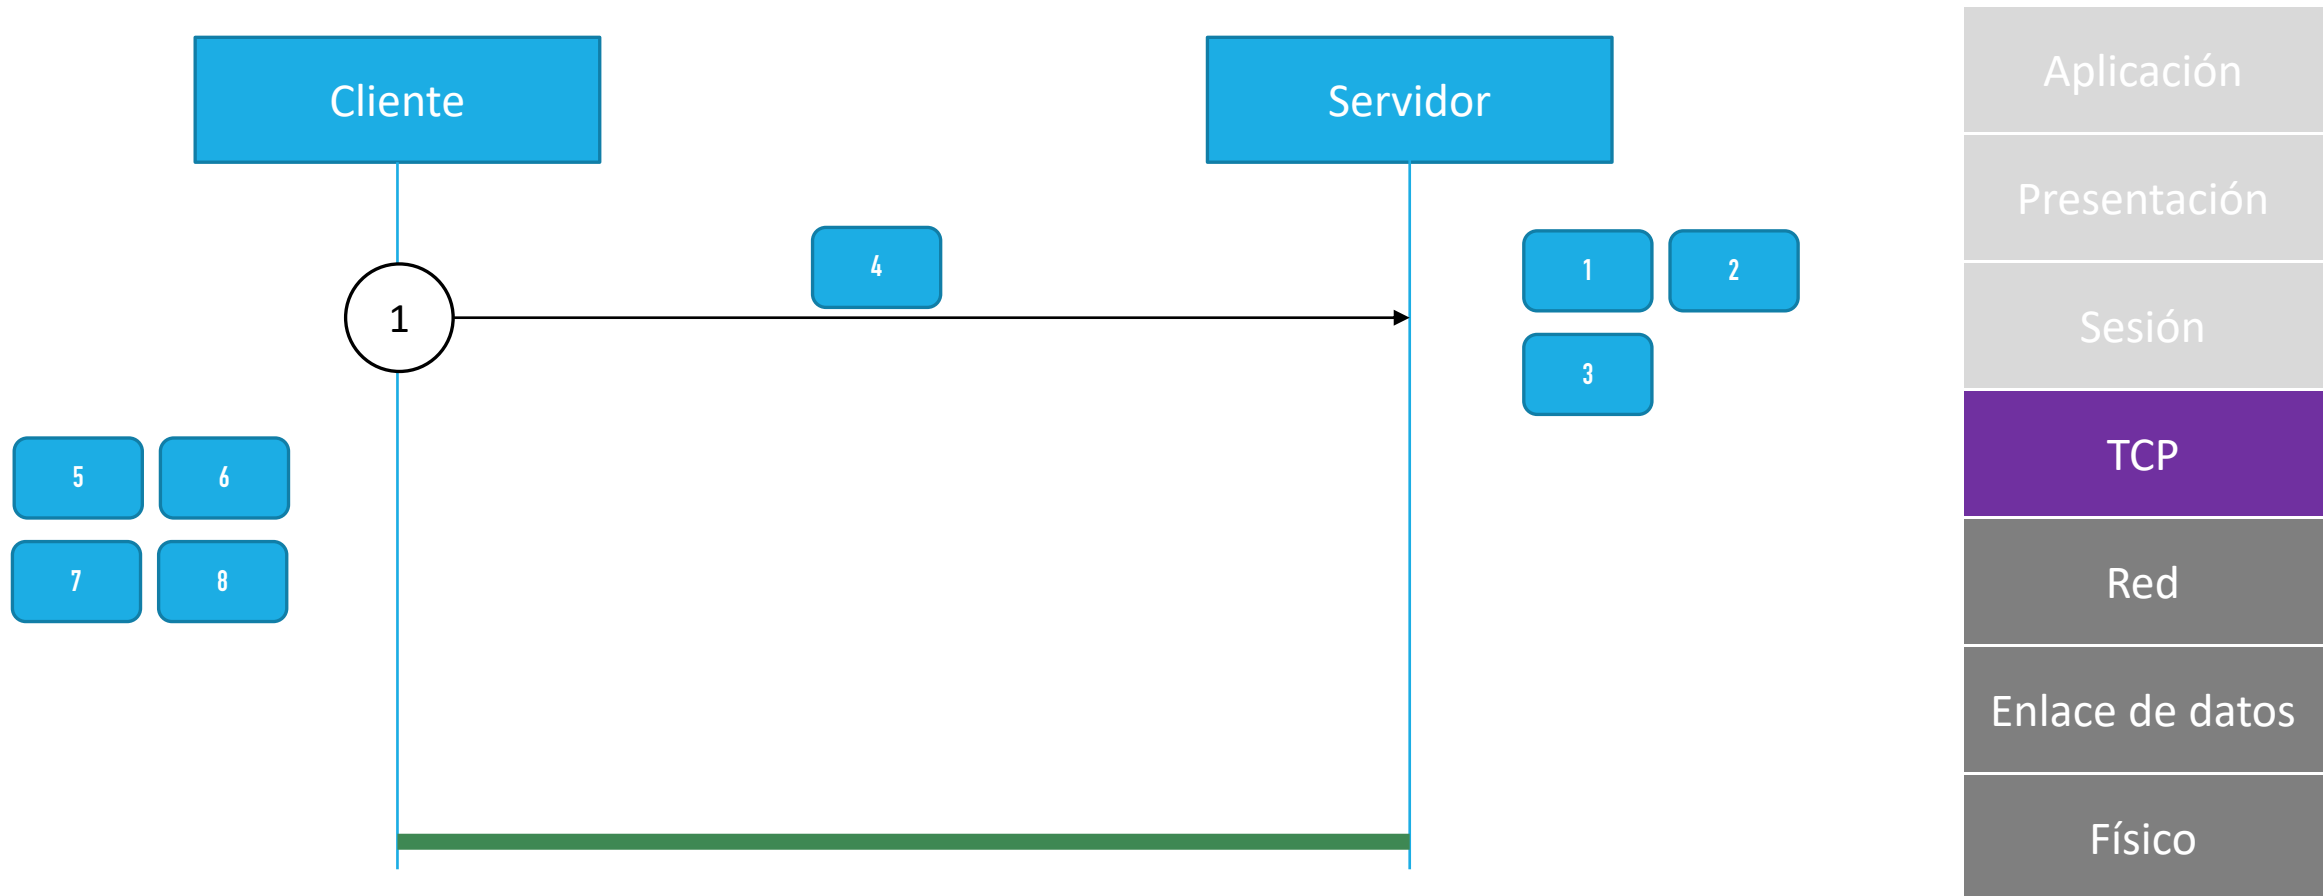 Cliente
Servidor
4
1
2
1
3
5
6
7
8
Aplicación
Presentación
Sesión
TCP
Red
Enlace de datos
Físico